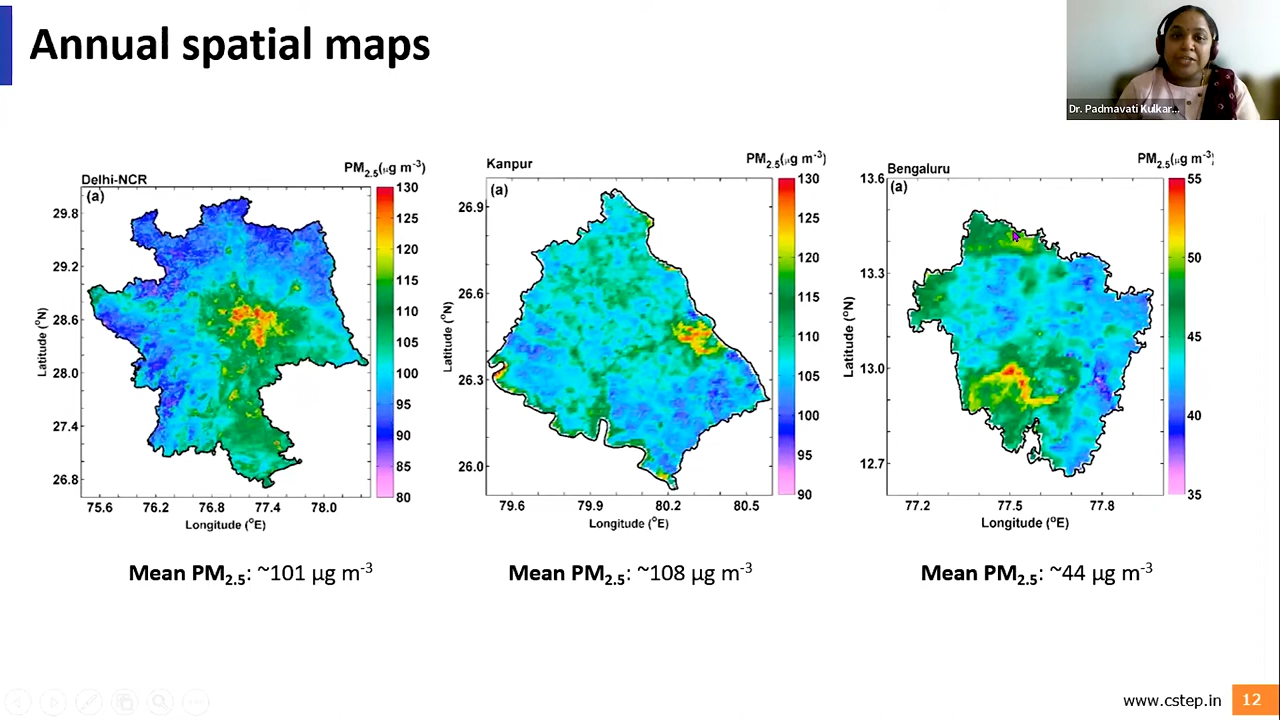 Annual spatial maps
Dr. Padmavati Kulkar...
Delhi-NCR
PM2.5(μg m-3)
(a)
29.8
29.2
28.6
28.0
27.4
26.8
Latitude (°N)
75.6 76.2 76.8 77.4 78.0
Longitude (°E)
130
125
120
115
110
105
100
95
90
85
80
Kanpur
PM2.5(μg m-3)
(a)
26.9
26.6
26.3
26.0
Latitude (°N)
79.6 79.9 80.2 80.5
Longitude (°E)
130
125
120
115
110
105
100
95
90
Bengaluru
PM2.5(μg m-3)
(a)
13.6
13.3
13.0
12.7
Latitude (°N)
77.2 77.5 77.8
Longitude (°E)
55
50
45
40
35
Mean PM2.5: ~101 μg m-3
Mean PM2.5: ~108 μg m-3
Mean PM2.5: ~44 μg m-3
www.cstep.in 12